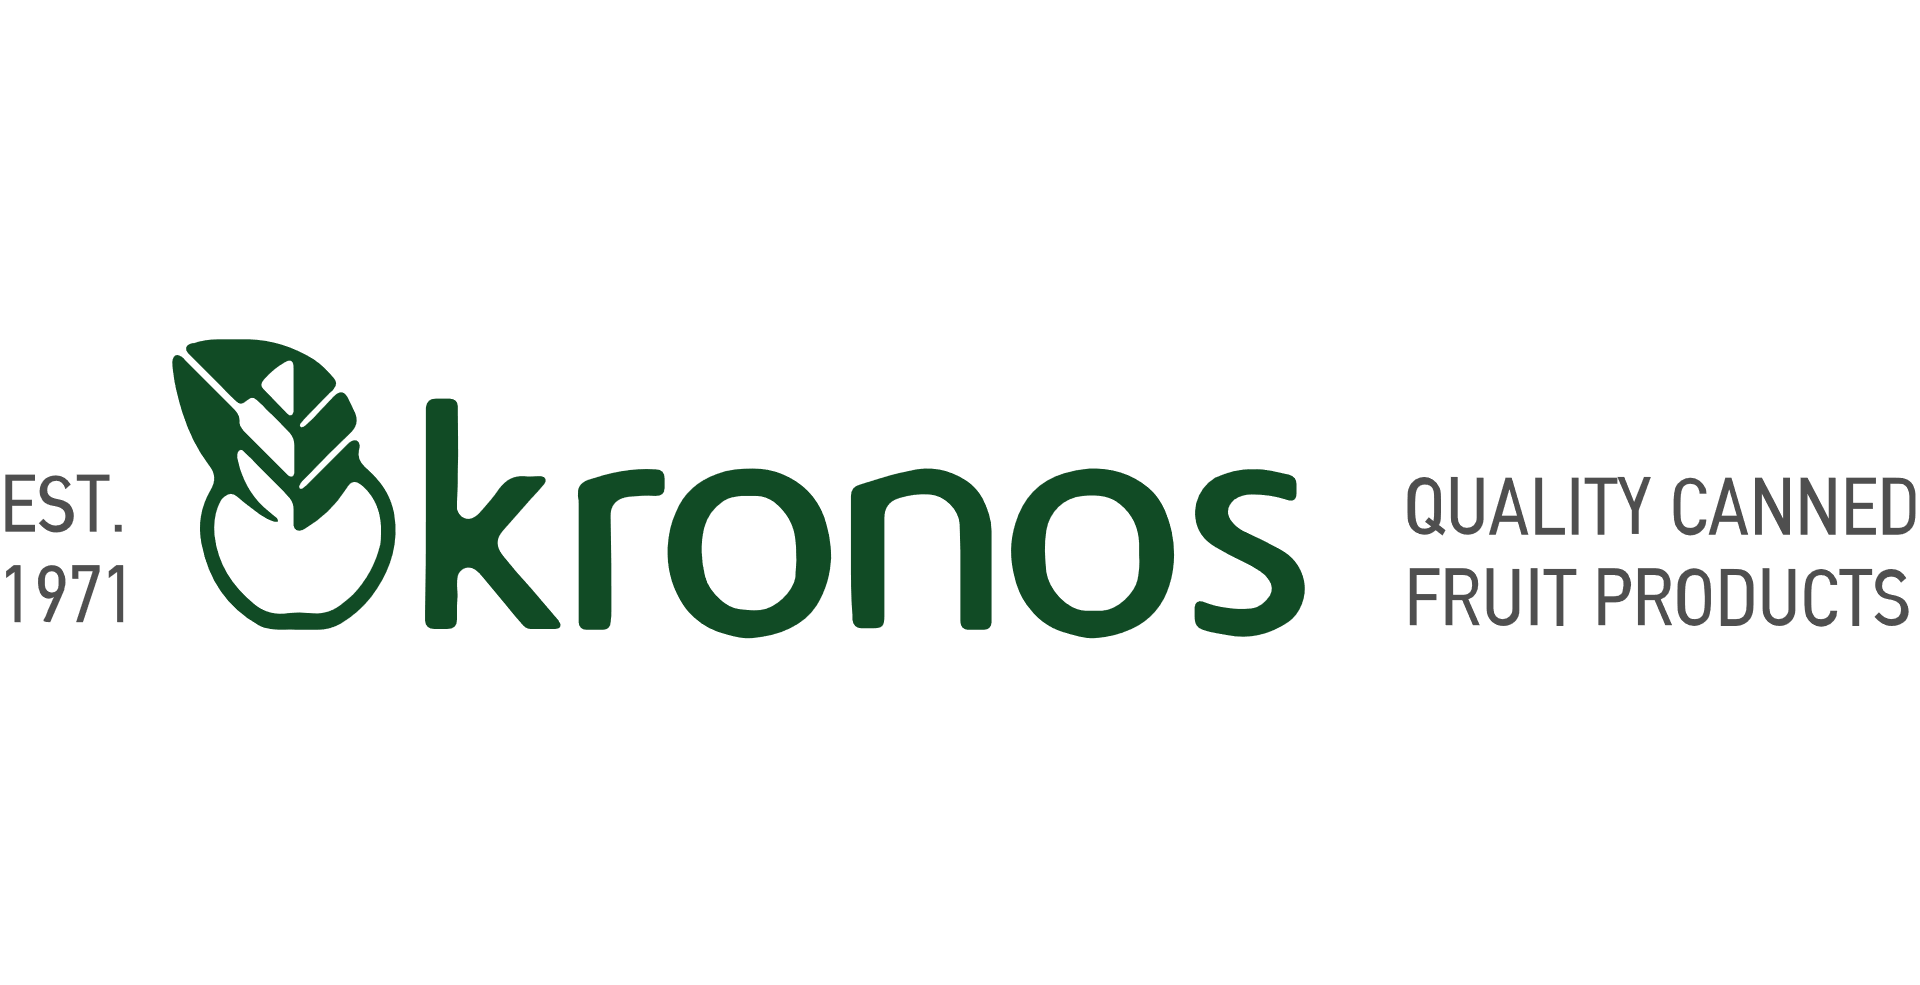 EST.
1971
kronos
QUALITY CANNED
FRUIT PRODUCTS